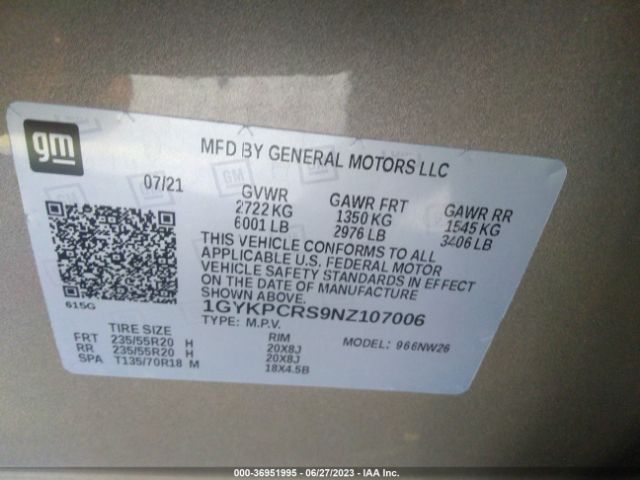 gm
MFD BY GENERAL MOTORS LLC
07/21
GVWR
2722 KG
6001 LB
GAWR FRT
1350 KG
2976 LB
GAWR RR
1545 KG
3406 LB
THIS VEHICLE CONFORMS TO ALL
APPLICABLE U.S. FEDERAL MOTOR
VEHICLE SAFETY STANDARDS IN EFFECT
ON THE DATE OF MANUFACTURE
SHOWN ABOVE.
615G
1GYKPCRS9NZ107006
TYPE: M.P.V.
MODEL: 966NW26
TIRE SIZE
RIM
FRT 235/55R20 H 20X8J
RR 235/55R20 H 20X8J
SPA T135/70R18 M 18X4.5B
000-36951995 - 06/27/2023 - IAA Inc.